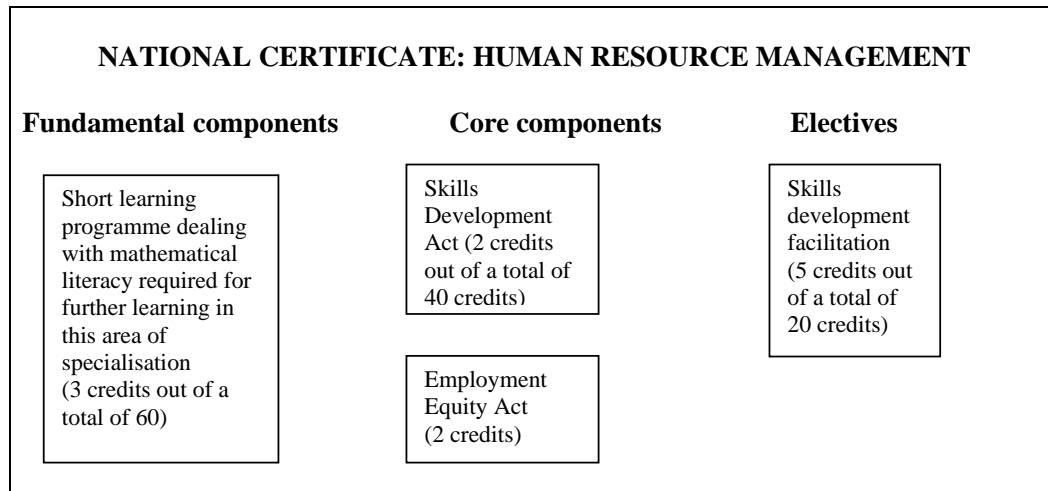 NATIONAL CERTIFICATE: HUMAN RESOURCE MANAGEMENT
Fundamental components
Short learning
programme dealing
with mathematical
literacy required for
further learning in
this area of
specialisation
(3 credits out of a
total of 60)
Core components
Skills
Development
Act (2 credits
out of a total of
40 credits)
Employment
Equity Act
(2 credits)
Electives
Skills
development
facilitation
(5 credits out
of a total of
20 credits)